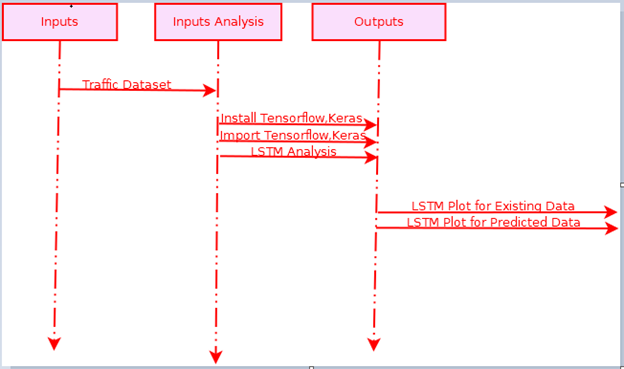 Inputs
Inputs Analysis
Outputs
Traffic Dataset
Install Tensorflow,Keras
Import Tensorflow,Keras
LSTM Analysis
LSTM Plot for Existing Data
LSTM Plot for Predicted Data